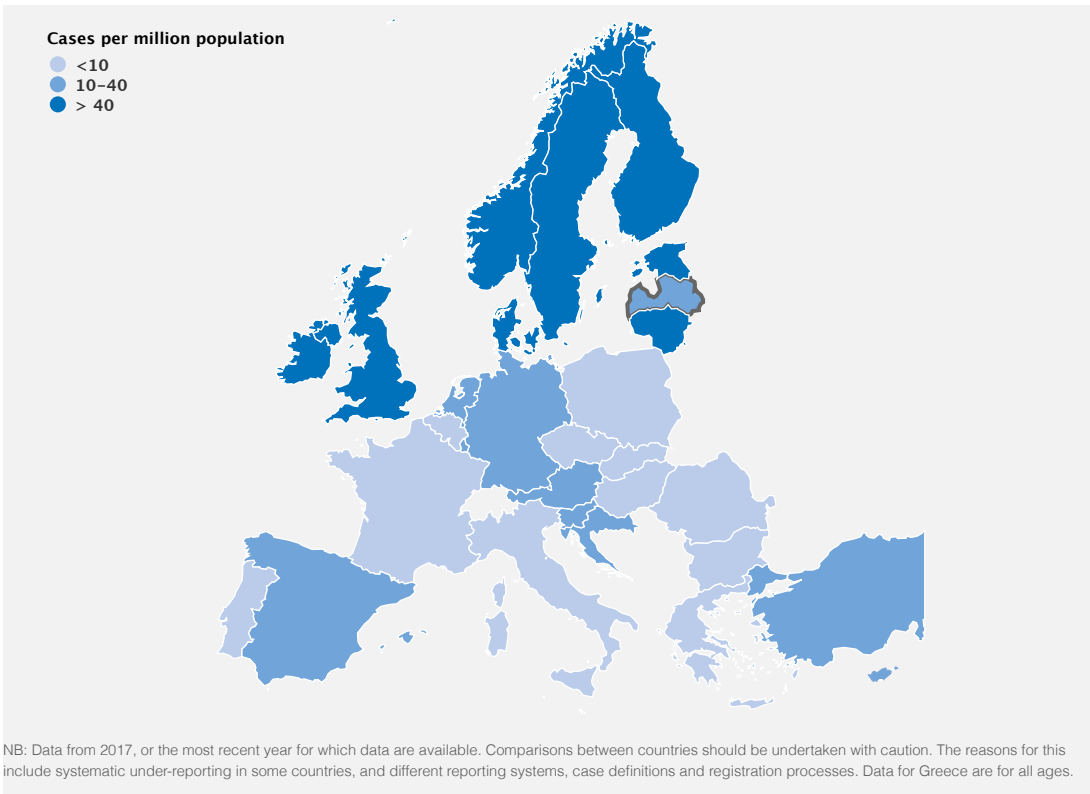 Cases per million population
<10
10–40
> 40
NB: Data from 2017, or the most recent year for which data are available. Comparisons between countries should be undertaken with caution. The reasons for this
include systematic under-reporting in some countries, and different reporting systems, case definitions and registration processes. Data for Greece are for all ages.